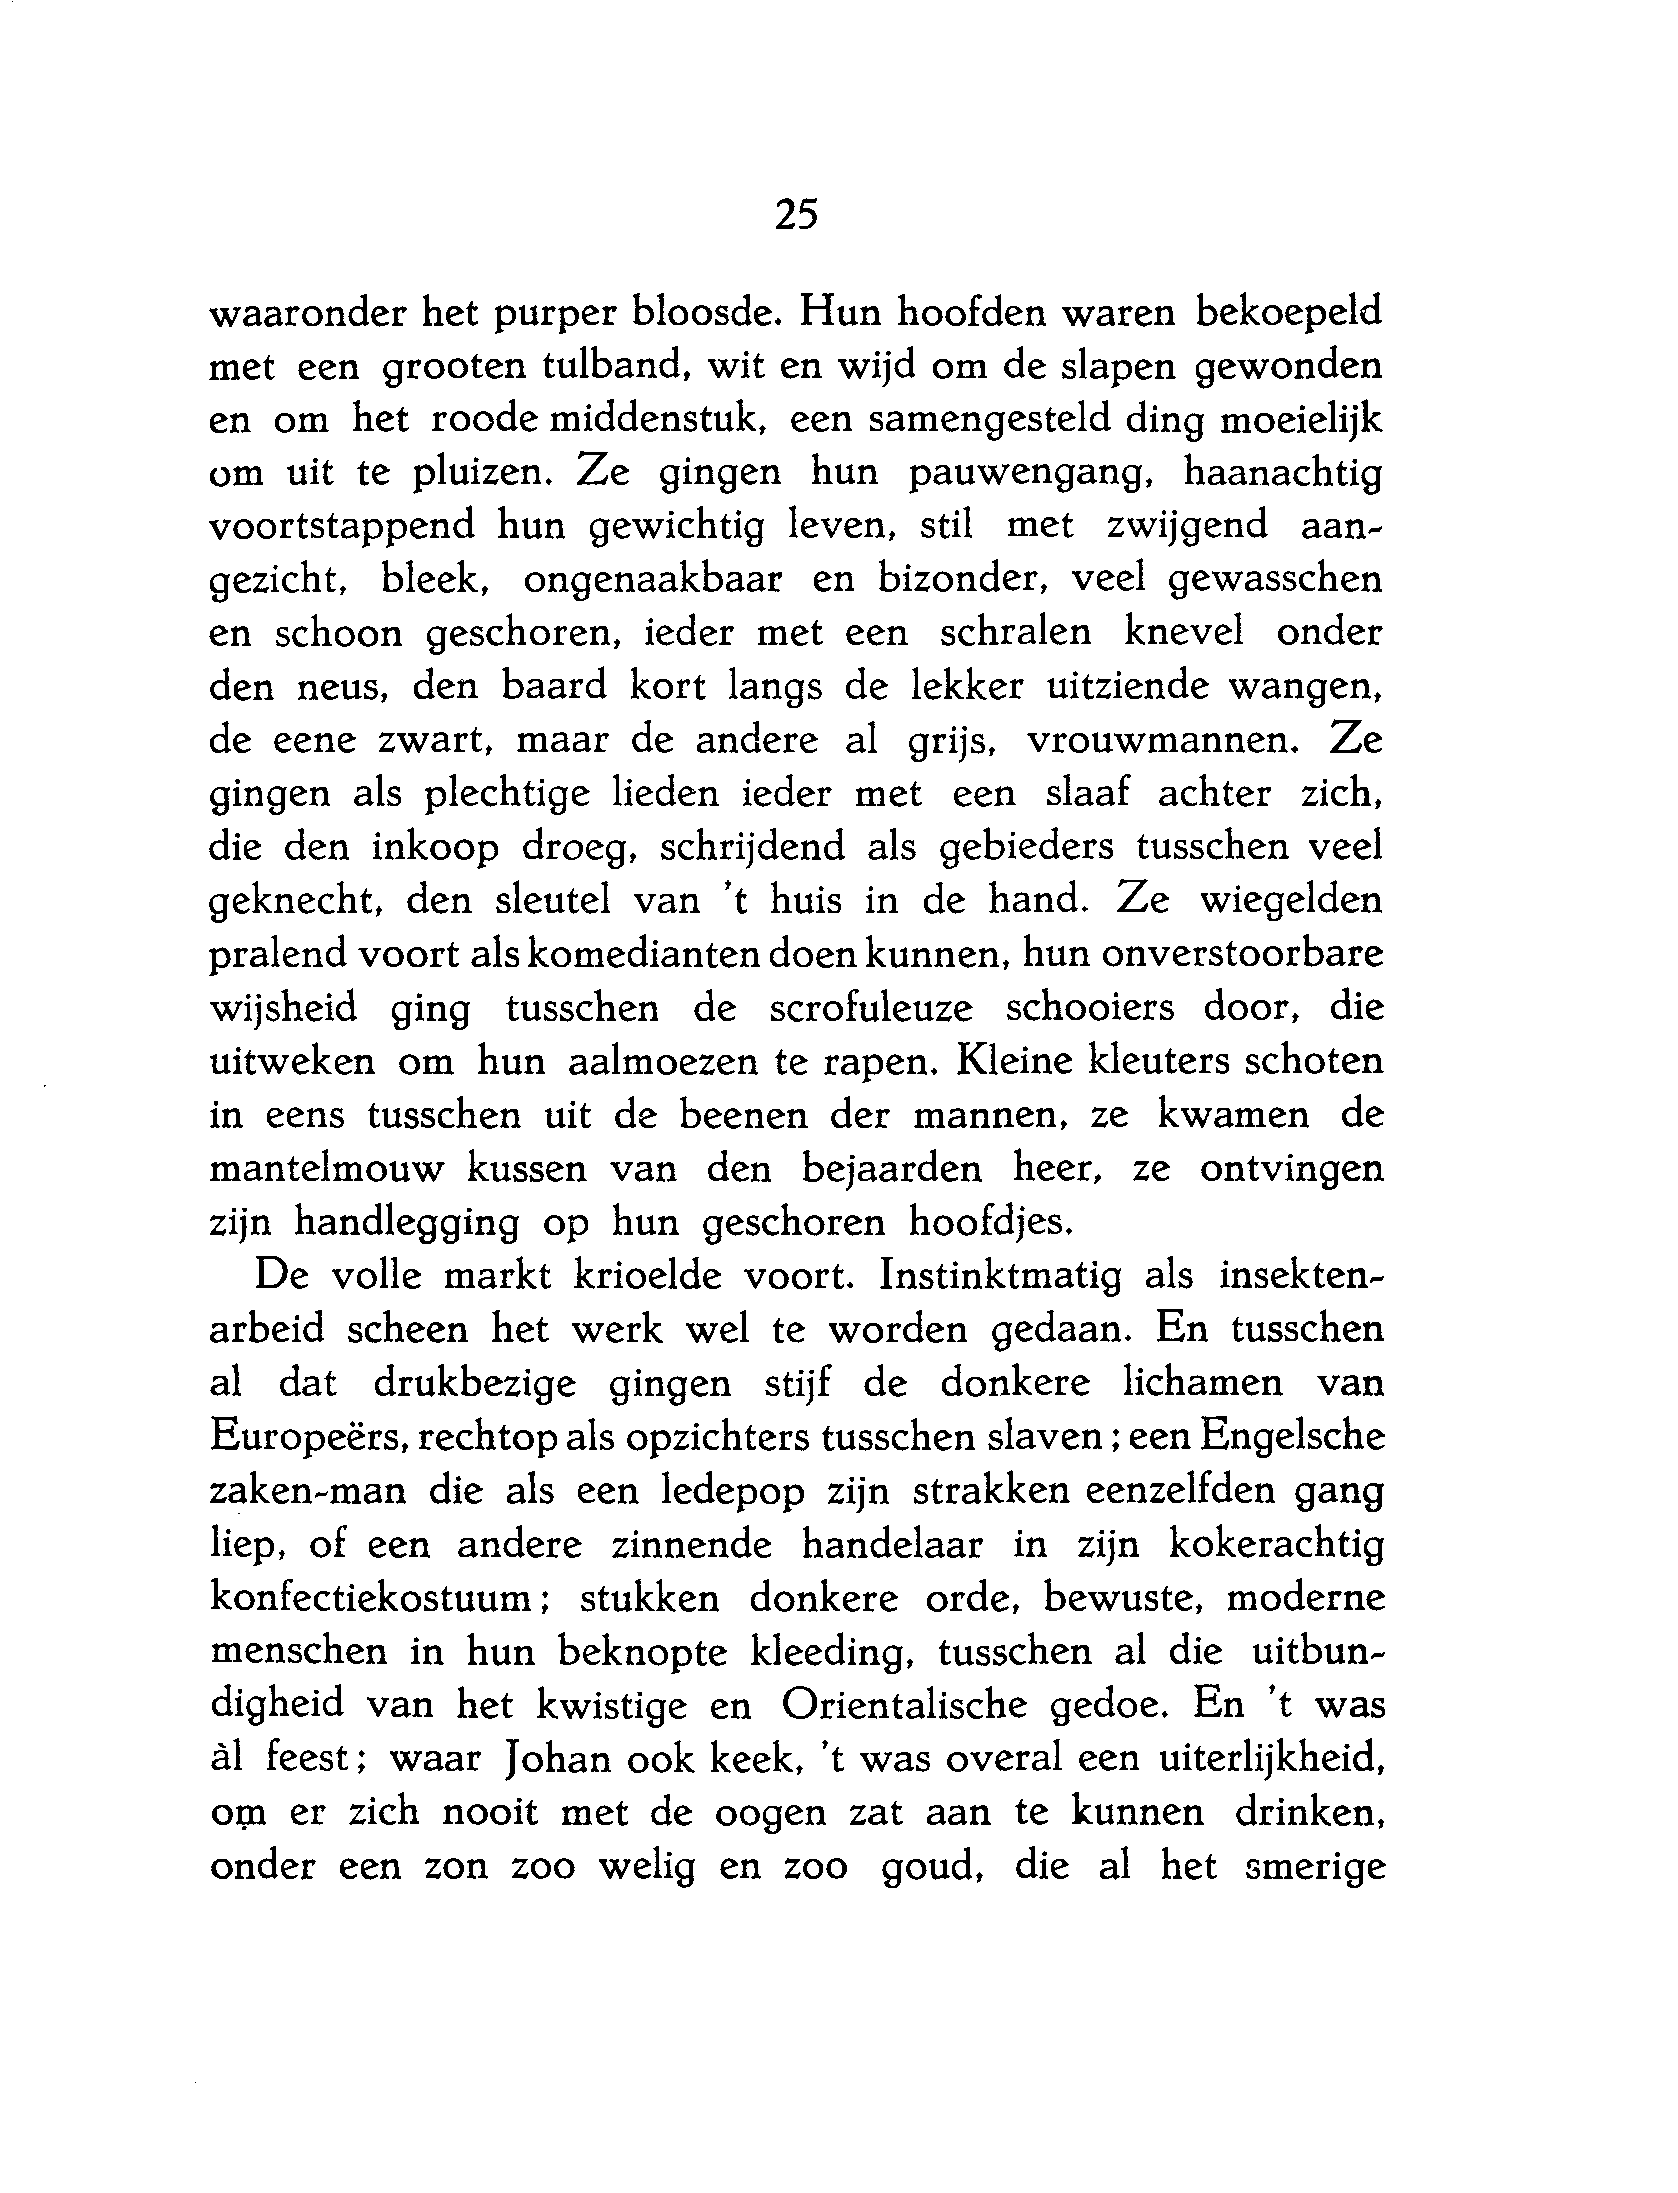 25
waaronder het purper bloosde. Hun hoofden waren bekoepeld
met een grooten tulband, wit en wijd om de slapen gewonden
en om het roode middenstuk, een samengesteld ding moeielijk
om uit te pluizen. Ze gingen hun pauwengang, haanachtig
voortstappend hun gewichtig leven, stil met zwijgend aan-
gezicht, bleek, ongenaakbaar en bizonder, veel gewasschen
en schoon geschoren, ieder met een schralen knevel onder
den neus, den baard kort langs de lekker uitziende wangen,
de eene zwart, maar de andere al grijs, vrouwmannen. Ze
gingen als plechtige lieden ieder met een slaaf achter zich,
die den inkoop droeg, schrijdend als gebieders tusschen veel
geknecht, den sleutel van 't huis in de hand. Ze wiegelden
pralend voort als komedianten doen kunnen, hun onverstoorbare
wijsheid ging tusschen de scrofuleuze schooiers door, die
uitweken om hun aalmoezen te rapen. Kleine kleuters schoten
in eens tusschen uit de beenen der mannen, ze kwamen de
mantelmouw kussen van den bejaarden heer, ze ontvingen
zijn handlegging op hun geschoren hoofdjes.
De volle markt krioelde voort. Instinktmatig als insekten-
arbeid scheen het werk wel te worden gedaan. En tusschen
al dat drukbezige gingen stijf de donkere lichamen van
Europeërs, rechtop als opzichters tusschen slaven; een Engelsche
zaken-man die als een ledepop zijn strakken eenzelfden gang
liep, of een andere zinnende handelaar in zijn kokerachtig
konfectiekostuum; stukken donkere orde, bewuste, moderne
menschen in hun beknopte kleeding, tusschen al die uitbun-
digheid van het kwistige en Orientalische gedoe. En 't was
àl feest; waar Johan ook keek, 't was overal een uiterlijkheid,
om er zich nooit met de oogen zat aan te kunnen drinken,
onder een zon zoo welig en zoo goud, die al het smerige